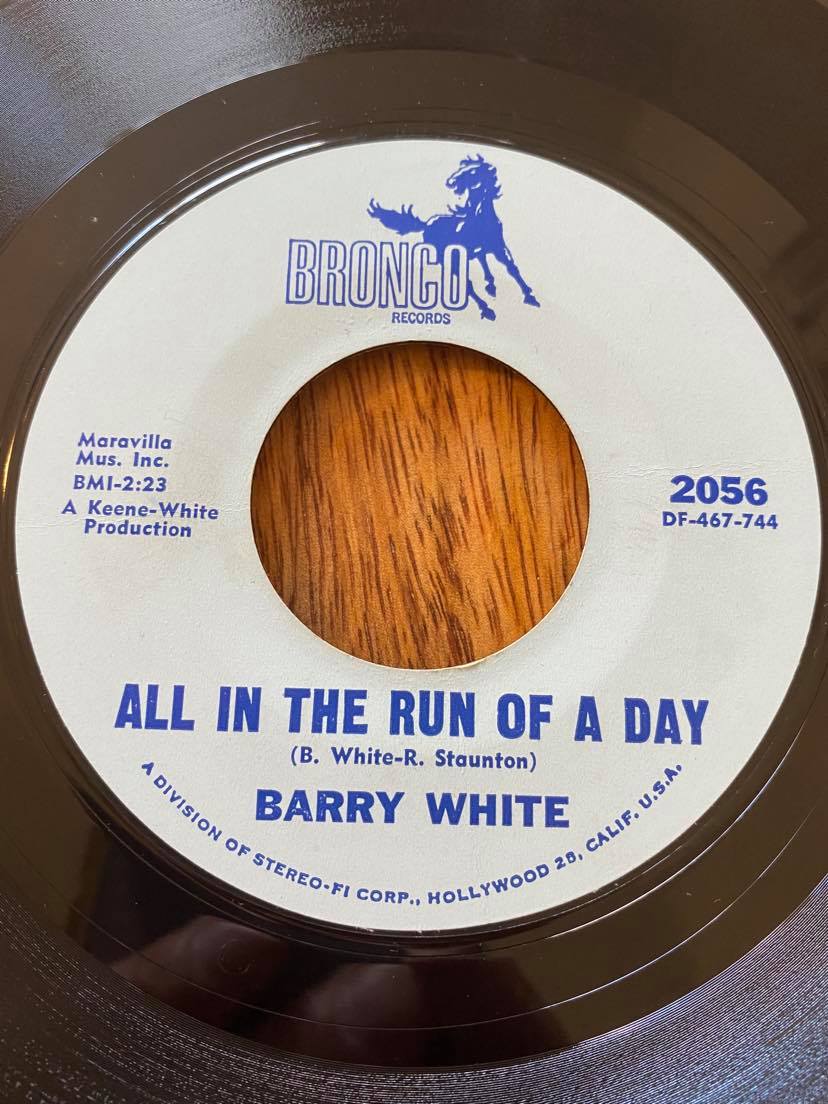 BRONCO
RECORDS
Maravilla
Mus. Inc.
BMI-2:23
A Keene-White
Production
2056
DF-467-744
ALL IN THE RUN OF A DAY
(B. White-R. Staunton)
BARRY WHITE
A DIVISION OF STEREO-FI CORP., HOLLYWOOD 28, CALIF. U.S.A.